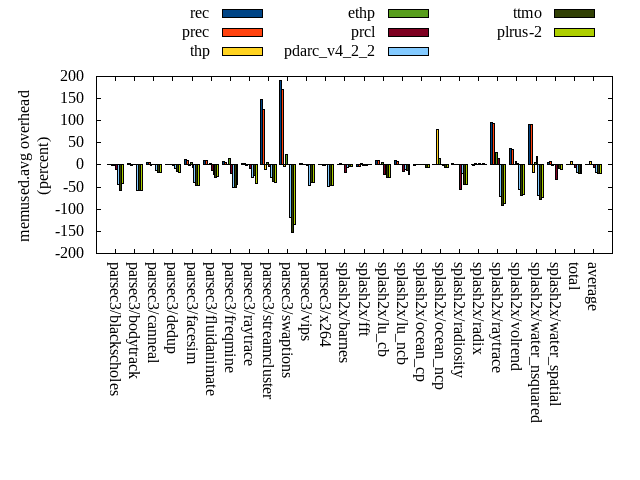 rec ethp ttmo
prec prcl plrus-2
thp pdarc_v4_2_2
memused.avg overhead
(percent)
200
150
100
50
0
-50
-100
-150
-200
parsec3/blackscholes
parsec3/bodytrack
parsec3/canneal
parsec3/dedup
parsec3/facesim
parsec3/fluidanimate
parsec3/freqmine
parsec3/raytrace
parsec3/streamcluster
parsec3/swaptions
parsec3/vips
parsec3/x264
splash2x/barnes
splash2x/fft
splash2x/lu_cb
splash2x/lu_ncb
splash2x/ocean_cp
splash2x/ocean_ncp
splash2x/radiosity
splash2x/radix
splash2x/raytrace
splash2x/volrend
splash2x/water_nsquared
splash2x/water_spatial
total
average